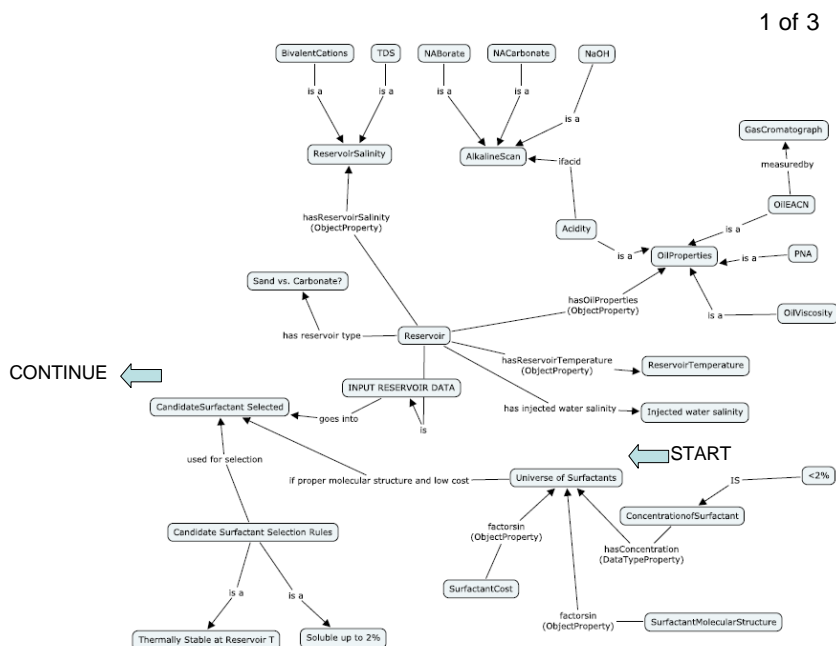 1 of 3
BivalentCations
TDS
NABorate
NACarbonate
NaOH
is a
is a
is a
is a
is a
GasCromatograph
ReservoirSalinity
AlkalineScan
ifacid
measuredby
OilEACN
hasReservoirSalinity
(ObjectProperty)
Acidity
is a
is a
OilProperties
is a
PNA
Sand vs. Carbonate?
hasOilProperties
(ObjectProperty)
is a
OilViscosity
has reservoir type
Reservoir
hasReservoirTemperature
(ObjectProperty)
ReservoirTemperature
CONTINUE
INPUT RESERVOIR DATA
CandidateSurfactant Selected
goes into
is
has injected water salinity
Injected water salinity
used for selection
START
if proper molecular structure and low cost
Universe of Surfactants
IS
<2%
ConcentrationofSurfactant
Candidate Surfactant Selection Rules
factorsin
(ObjectProperty)
hasConcentration
(DataTypeProperty)
SurfactantCost
is a
is a
factorsin
(ObjectProperty)
SurfactantMolecularStructure
Thermally Stable at Reservoir T
Soluble up to 2%